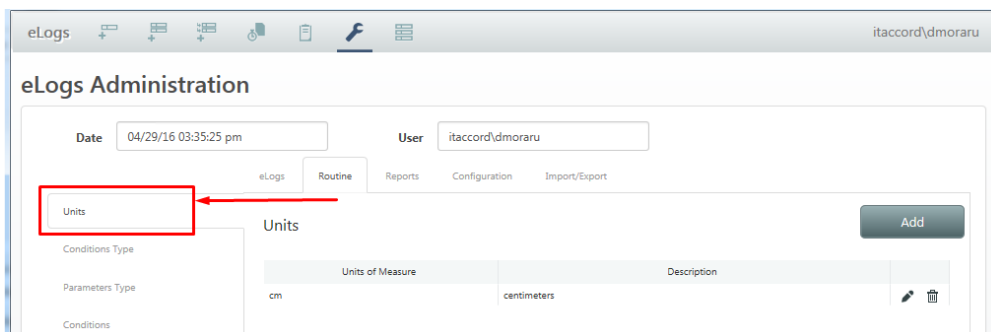 eLogs itaccord\dmoraru
eLogs Administration
Date 04/29/16 03:35:25 pm User itaccord\dmoraru
eLogs Routine Reports Configuration Import/Export
Units
Units Add
Conditions Type
Units of Measure Description
Parameters Type
cm centimeters
Conditions